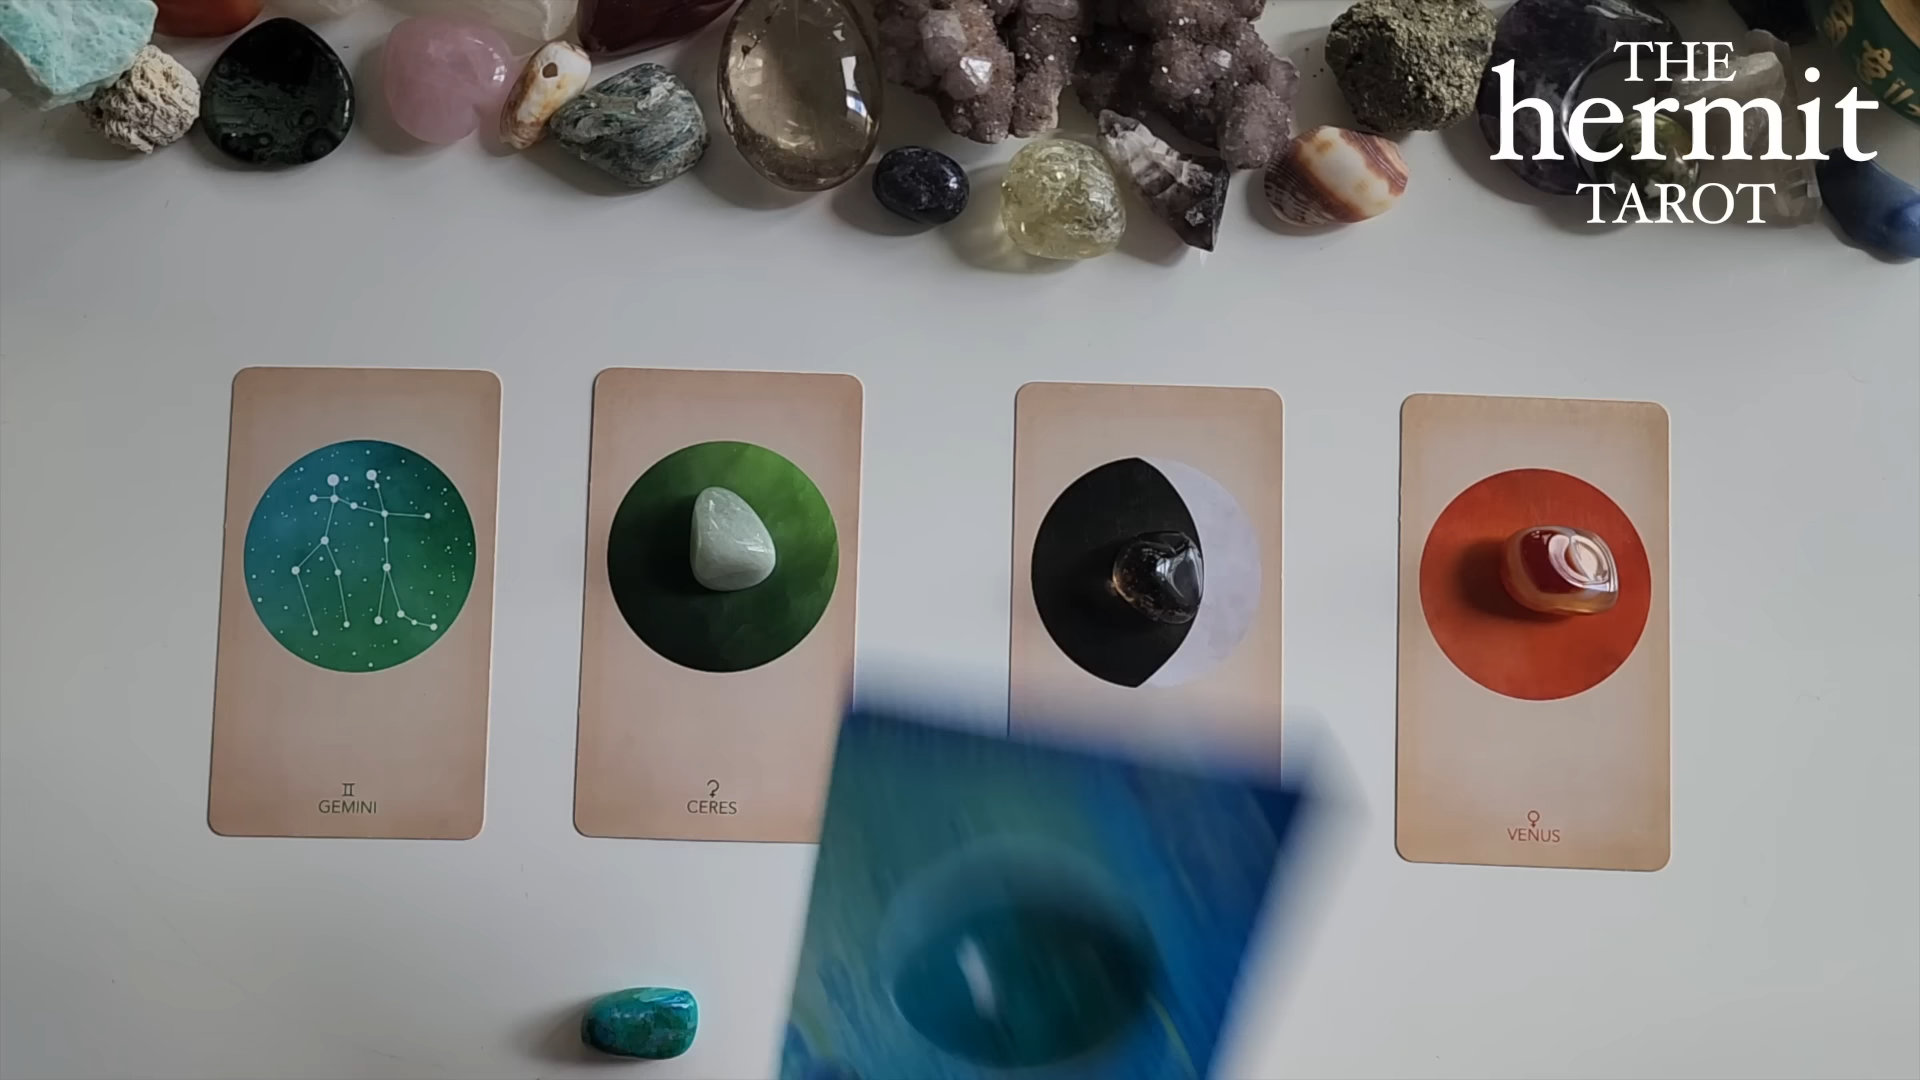 THE
hermit
TAROT
♊
GEMINI
⚳
CERES
♀
VENUS